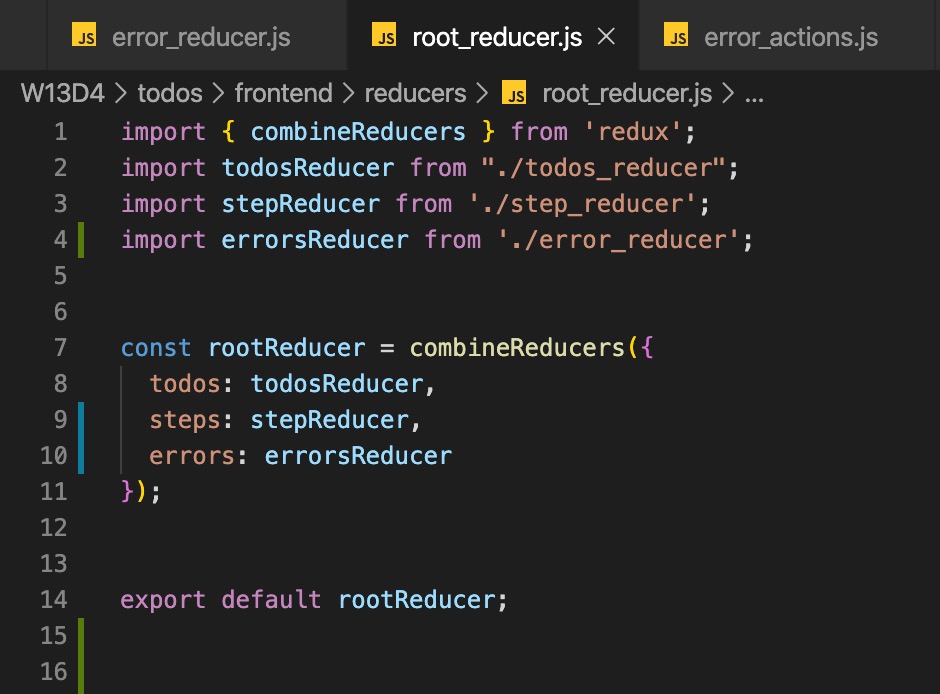 JS error_reducer.js JS root_reducer.js × JS error_actions.js
W13D4 > todos > frontend > reducers > JS root_reducer.js > ...
1 import { combineReducers } from 'redux';
2 import todosReducer from "./todos_reducer";
3 import stepReducer from './step_reducer';
4 import errorsReducer from './error_reducer';
5
6
7 const rootReducer = combineReducers({
8   todos: todosReducer,
9   steps: stepReducer,
10   errors: errorsReducer
11 });
12
13
14 export default rootReducer;
15
16